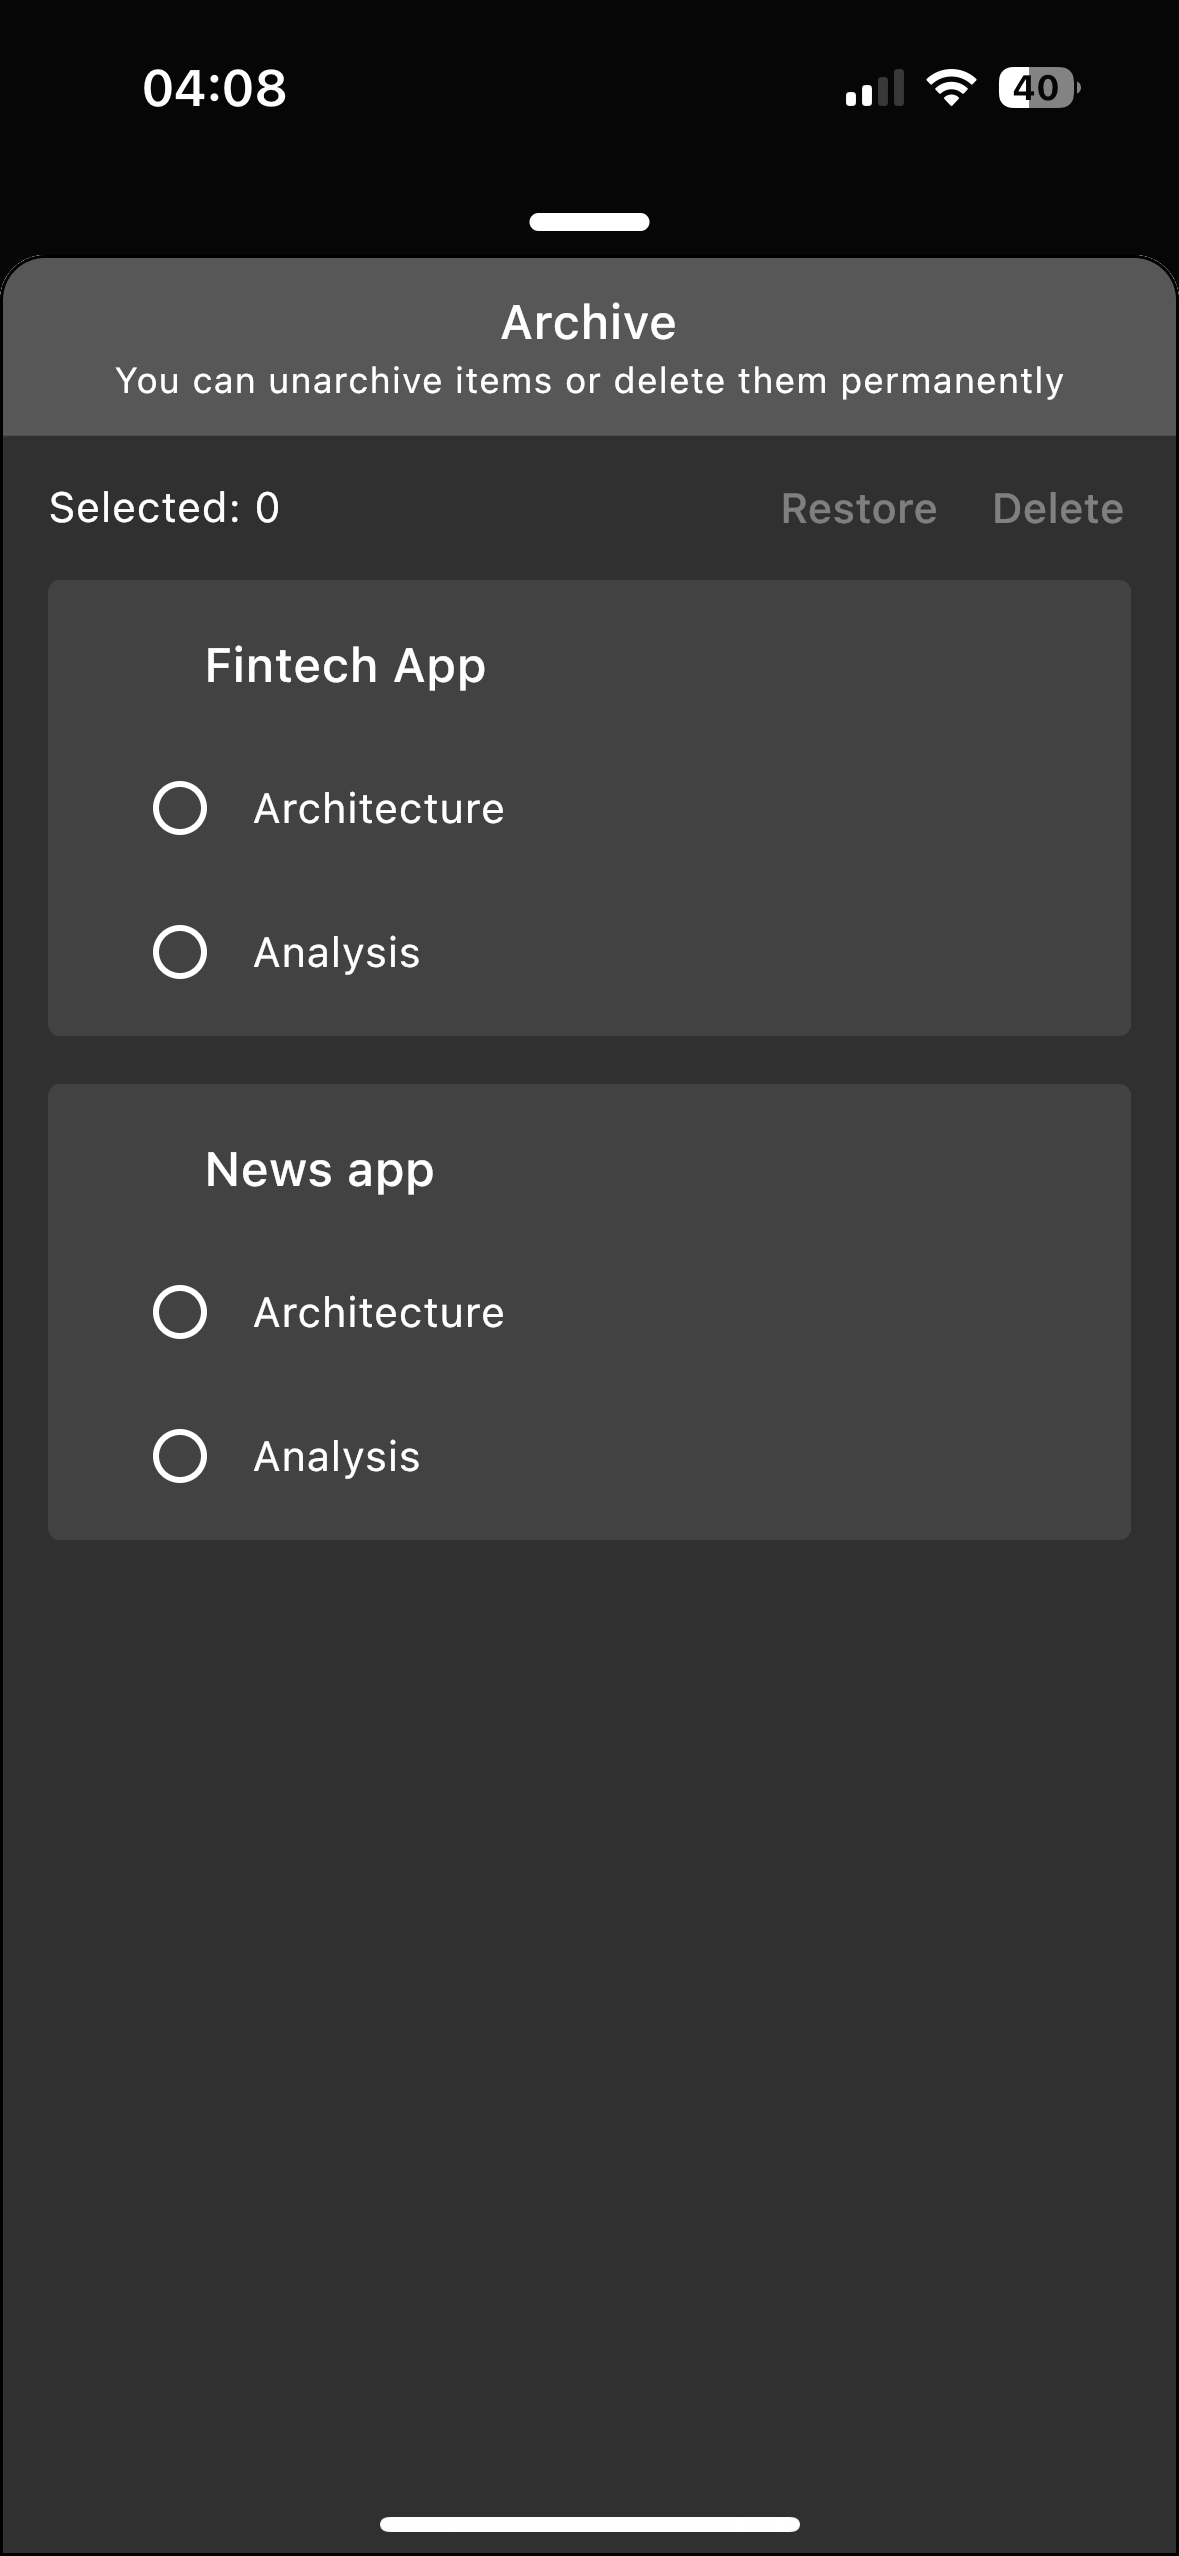 04:08
40
Archive
You can unarchive items or delete them permanently
Selected: 0 Restore Delete
Fintech App
Architecture
Analysis
News app
Architecture
Analysis